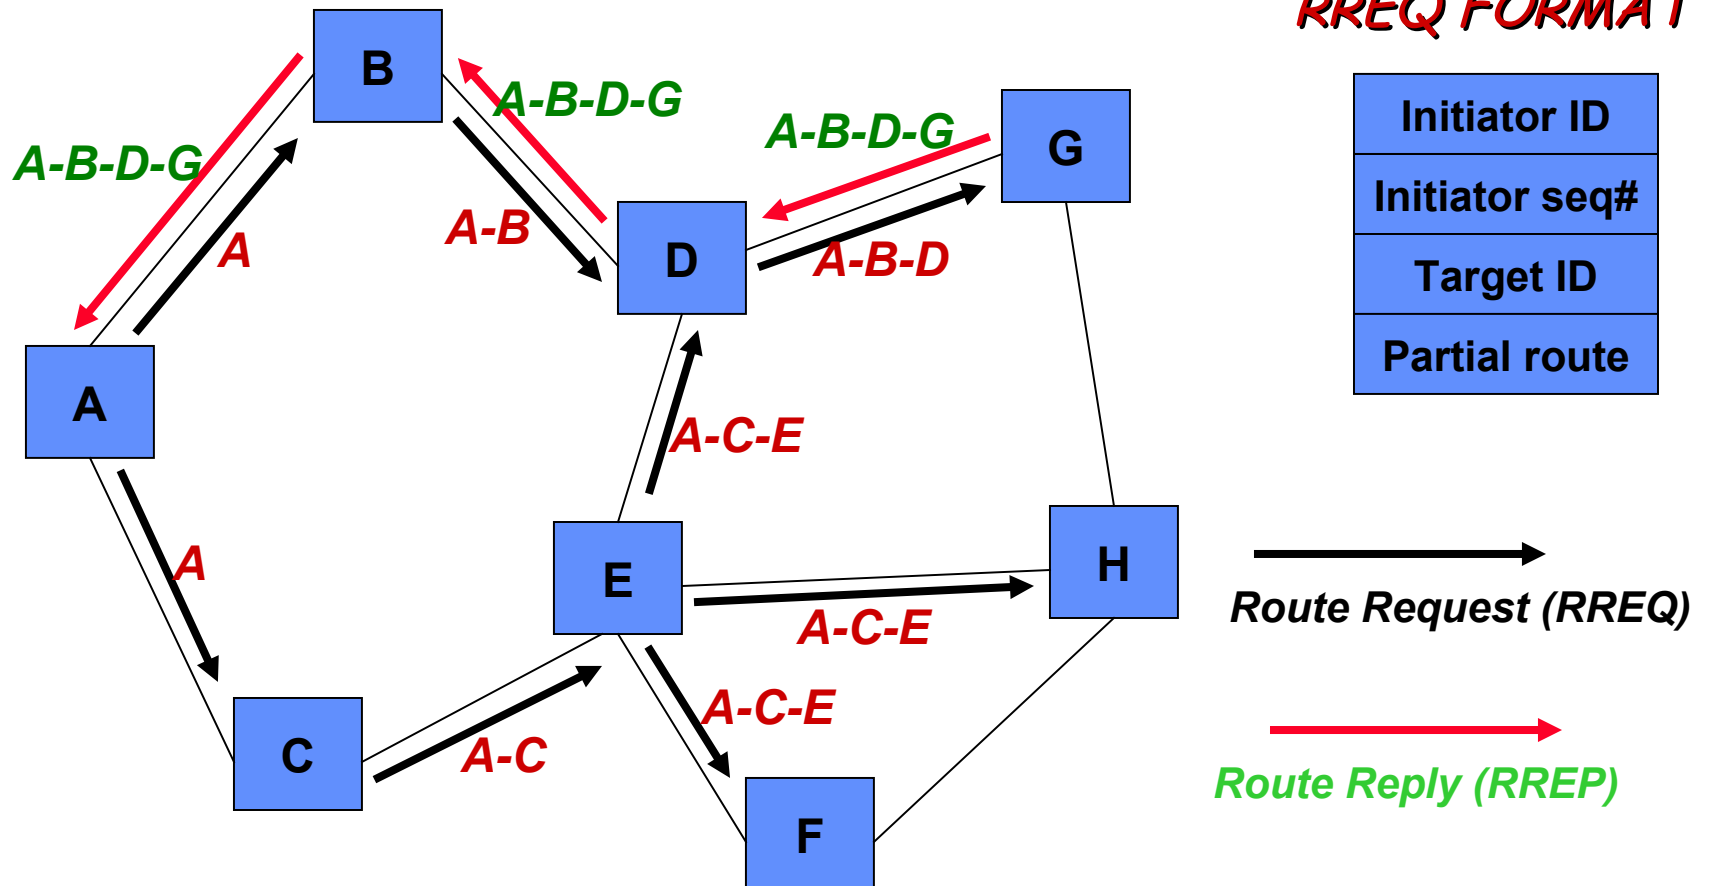 RREQ FORMAT
B
A-B-D-G
A-B-D-G
G
Initiator ID
A-B-D-G
Initiator seq#
A
A-B
D
A-B-D
Target ID
Partial route
A
A-C-E
A
E
H
A-C-E
Route Request (RREQ)
C
A-C
A-C-E
F
Route Reply (RREP)